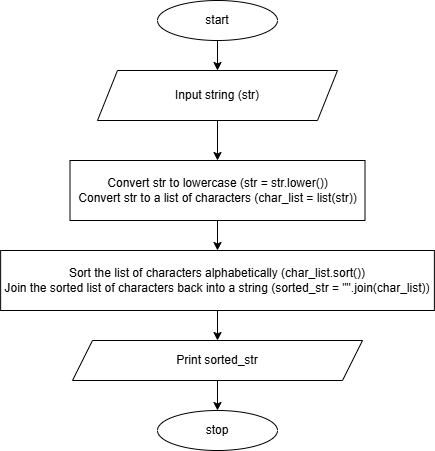 start
Input string (str)
Convert str to lowercase (str = str.lower())
Convert str to a list of characters (char_list = list(str))
Sort the list of characters alphabetically (char_list.sort())
Join the sorted list of characters back into a string (sorted_str = "".join(char_list))
Print sorted_str
stop